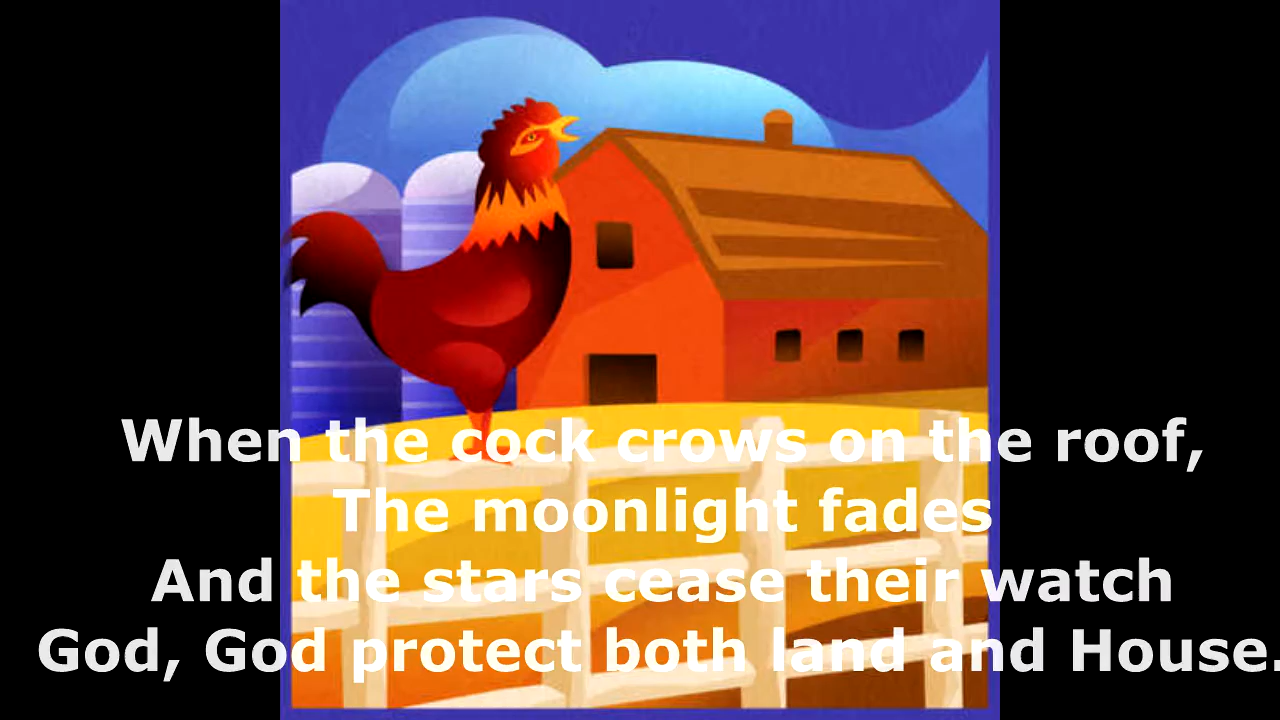 When the cock crows on the roof,
The moonlight fades
And the stars cease their watch
God, God protect both land and House.